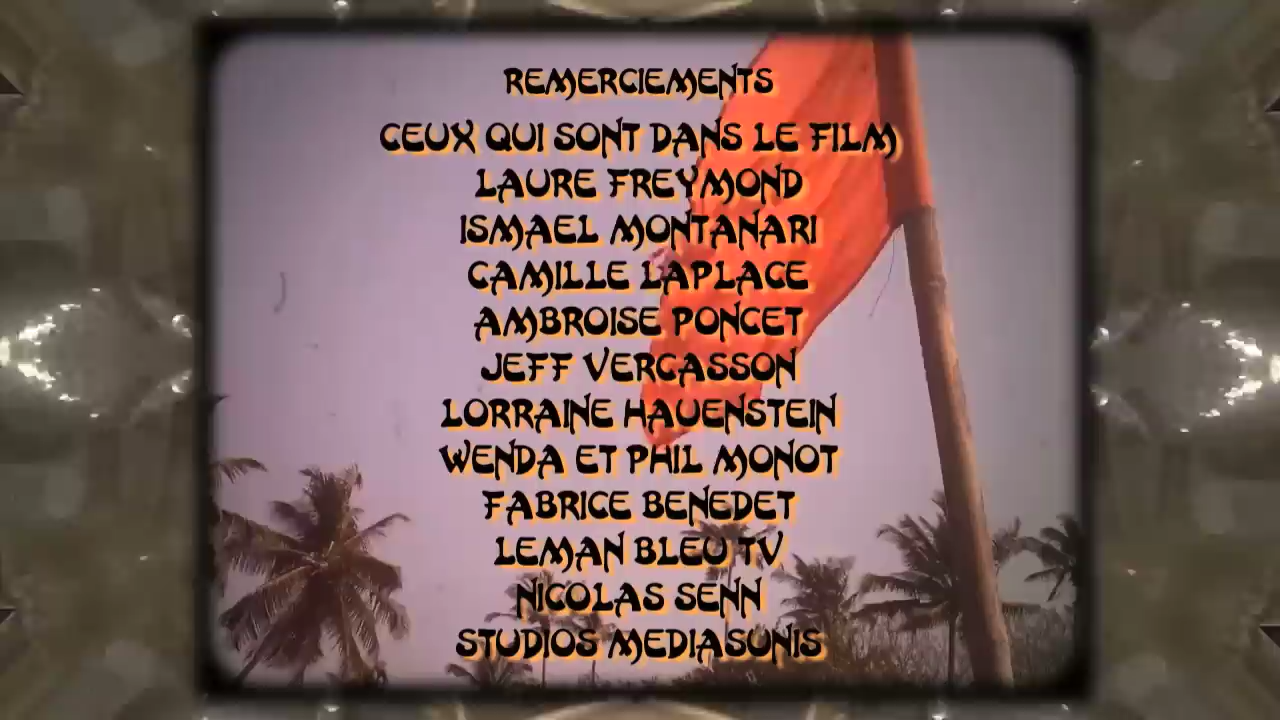 REMERCIEMENTS
CEUX QUI SONT DANS LE FILM
LAURE FREYMOND
ISMAEL MONTANARI
CAMILLE LAPLACE
AMBROISE PONCET
JEFF VERGASSON
LORRAINE HAUENSTEIN
WENDA ET PHIL MONOT
FABRICE BENEDET
LEMAN BLEU TV
NICOLAS SENN
STUDIOS MEDIASUNIS